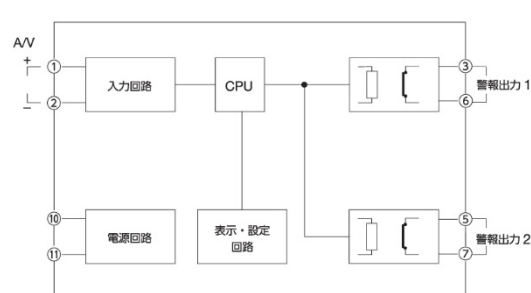 A/V
+
①
②
−
入力回路
CPU
③
⑥
警報出力 1
⑩
⑪
電源回路
表示・設定
回路
⑤
⑦
警報出力 2